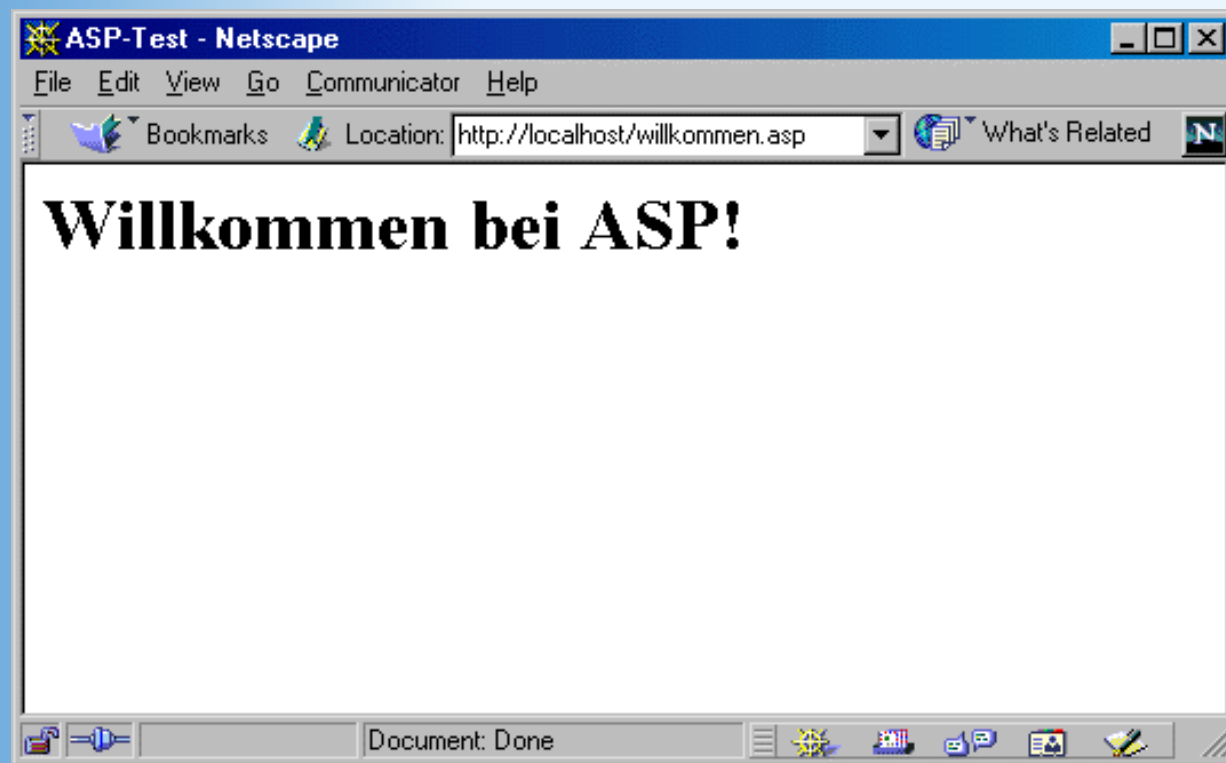 ASP-Test - Netscape
File Edit View Go Communicator Help
Bookmarks Location: http://localhost/willkommen.asp What's Related N
Willkommen bei ASP!
Document: Done